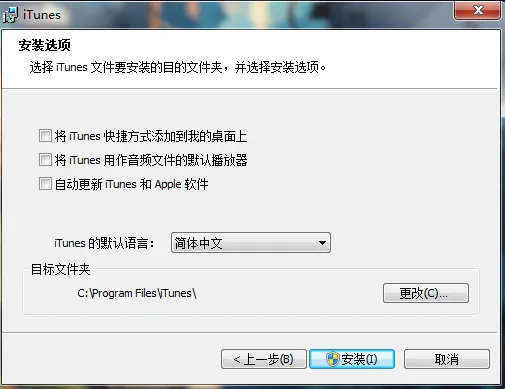 iTunes
安装选项
选择 iTunes 文件要安装的目的文件夹，并选择安装选项。
将 iTunes 快捷方式添加到我的桌面上
将 iTunes 用作音频文件的默认播放器
自动更新 iTunes 和 Apple 软件
iTunes 的默认语言： 简体中文
目标文件夹
C:\Program Files\iTunes\ 更改(C)...
< 上一步(B) 安装(I) 取消